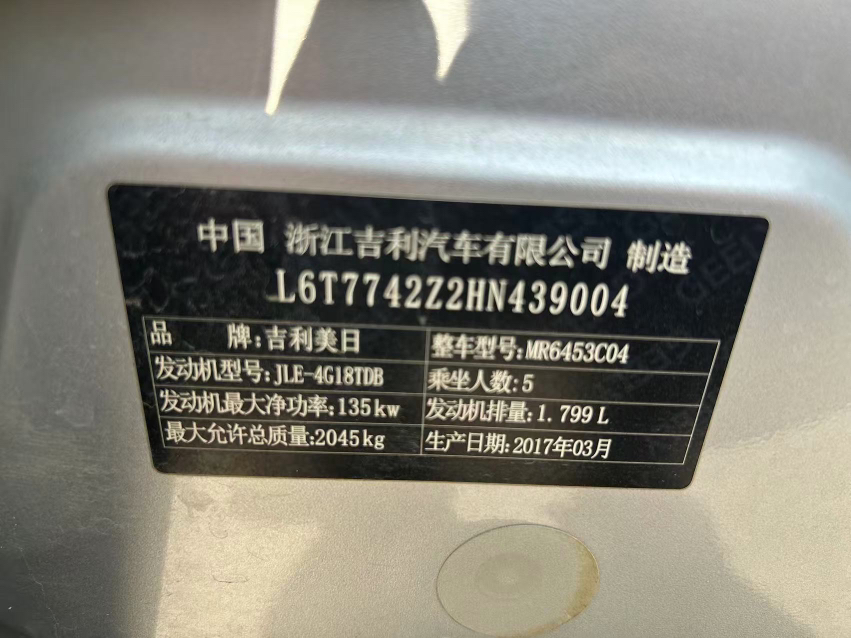 中国 浙江吉利汽车有限公司 制造
L6T7742Z2HN439004
品 牌:吉利美日 整车型号:MR6453C04
发动机型号:JLE-4G18TDB 乘坐人数:5
发动机最大净功率:135kw 发动机排量:1.799L
最大允许总质量:2045kg 生产日期:2017年03月